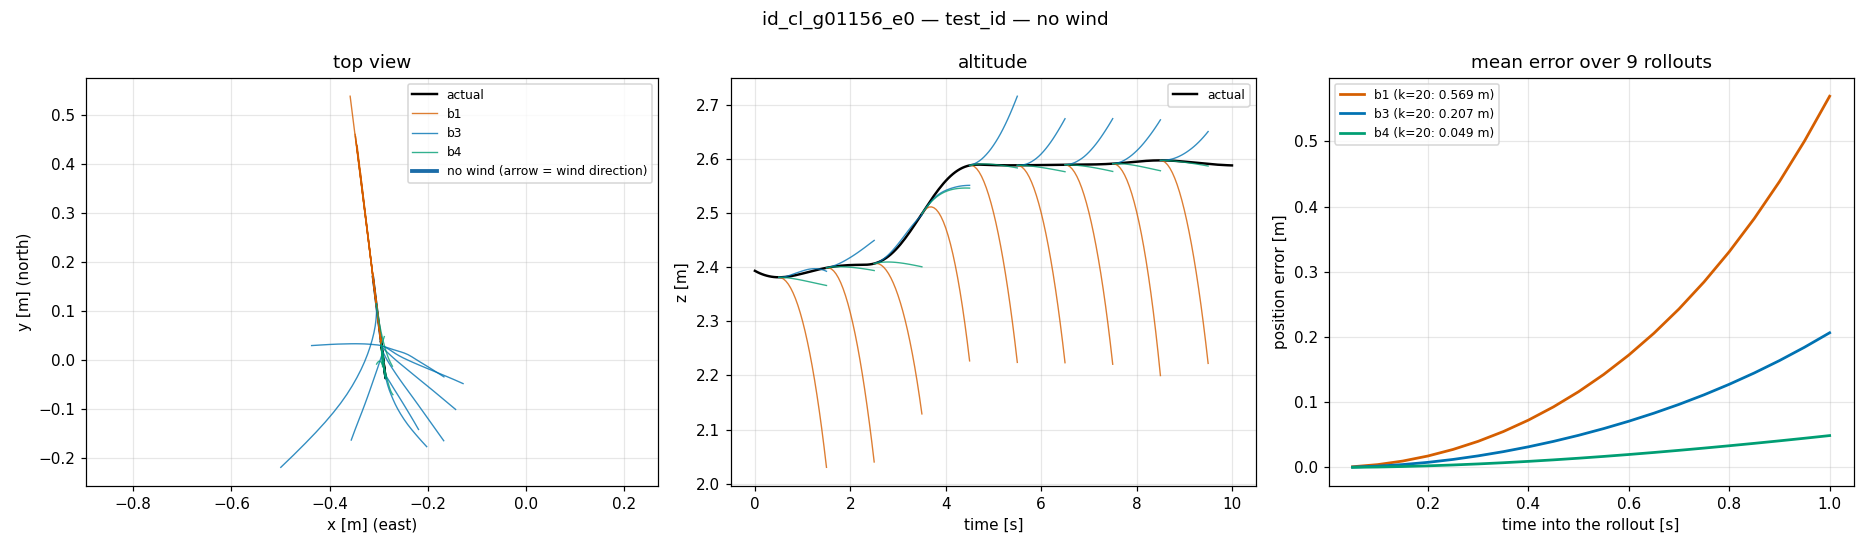 id_cl_g01156_e0 — test_id — no wind
top view
actual
b1
b3
b4
no wind (arrow = wind direction)
0.5
0.4
0.3
0.2
0.1
0.0
−0.1
−0.2
y [m] (north)
−0.8
−0.6
−0.4
−0.2
0.0
0.2
x [m] (east)
altitude
actual
2.7
2.6
2.5
2.4
2.3
2.2
2.1
2.0
z [m]
0
2
4
6
8
10
time [s]
mean error over 9 rollouts
b1 (k=20: 0.569 m)
b3 (k=20: 0.207 m)
b4 (k=20: 0.049 m)
0.5
0.4
0.3
0.2
0.1
0.0
position error [m]
0.2
0.4
0.6
0.8
1.0
time into the rollout [s]